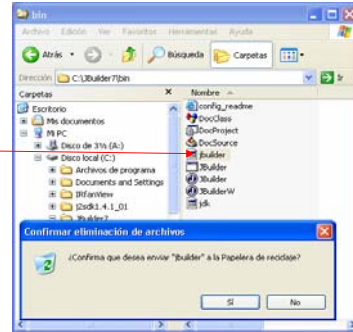 bin
Archivo Edición Ver Favoritos Herramientas Ayuda
Atrás Búsqueda Carpetas
Dirección C:\JBuilder7\bin Ir
Carpetas Nombre
Escritorio
Mis documentos
Mi PC
Disco de 3½ (A:)
Disco local (C:)
Archivos de programa
Documents and Settings
IRfanView
j2sdk1.4.1_01
JBuilder7
config_readme
DocClass
DocProject
DocSource
jbuilder
JBuilder
JBuilder
JBuilderW
jdk
Confirmar eliminación de archivos
¿Confirma que desea enviar "jbuilder" a la Papelera de reciclaje?
Sí No